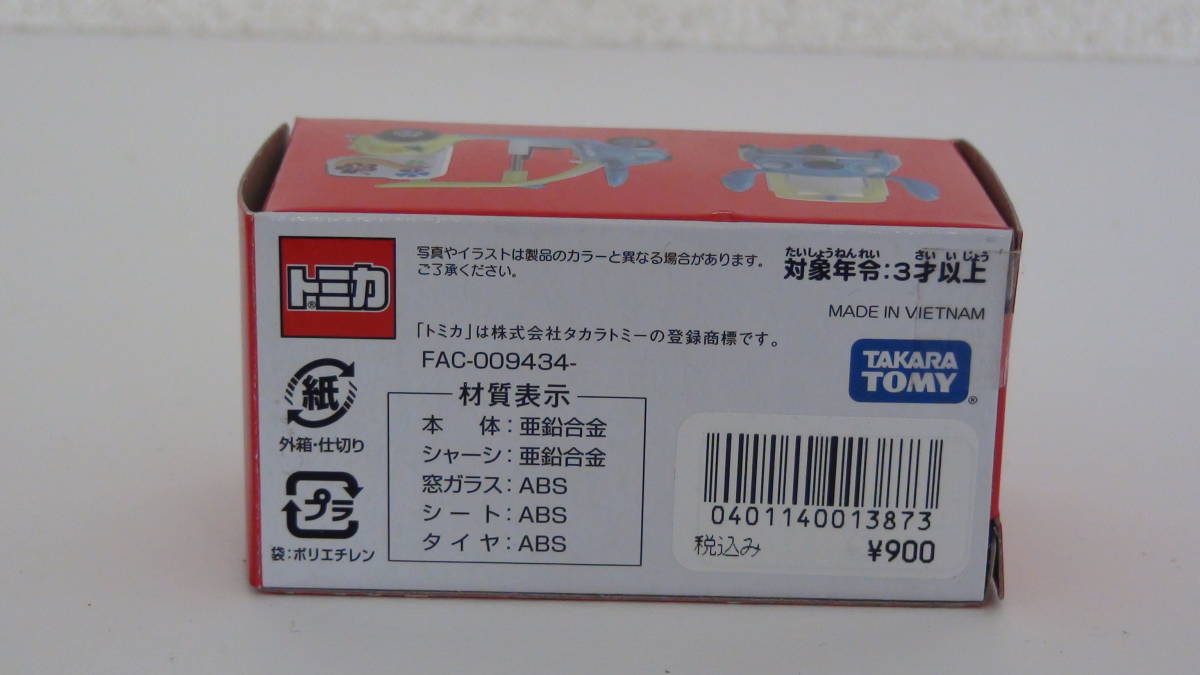 トミカ®
写真やイラストは製品のカラーと異なる場合があります。
ご了承ください。
たいしょうねんれい さい い じょう
対象年令:3才以上
MADE IN VIETNAM
「トミカ」は株式会社タカラトミーの登録商標です。
FAC-009434-
TAKARA
TOMY®
紙
外箱・仕切り
プラ
袋:ポリエチレン
材質表示
本 体:亜鉛合金
シャーシ:亜鉛合金
窓ガラス:ABS
シート:ABS
タイヤ:ABS
0401140013873
税込み ¥900